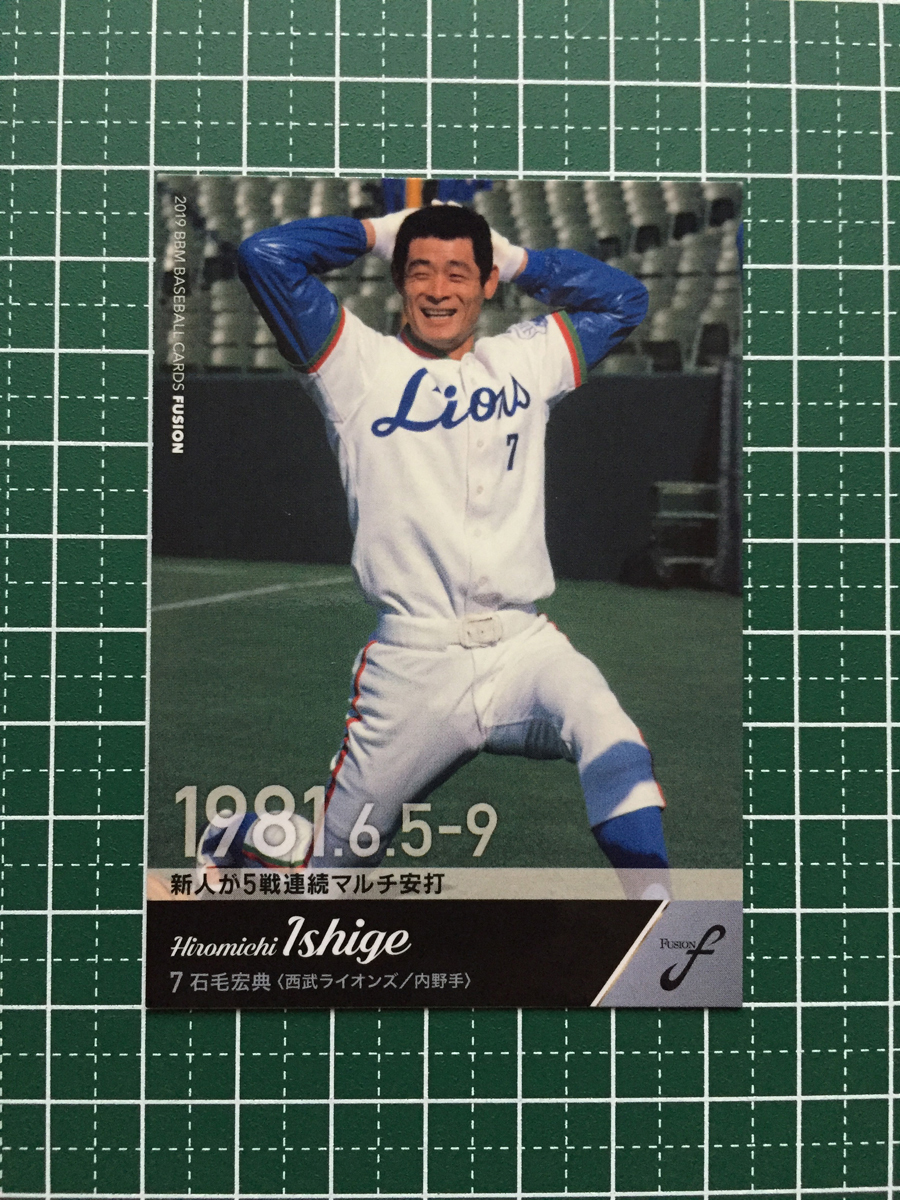 2019 BBM BASEBALL CARDS FUSION
Lions
7
1981.6.5-9
新人が5戦連続マルチ安打
Hiromichi Ishige
7 石毛宏典〈西武ライオンズ/内野手〉
FUSION f